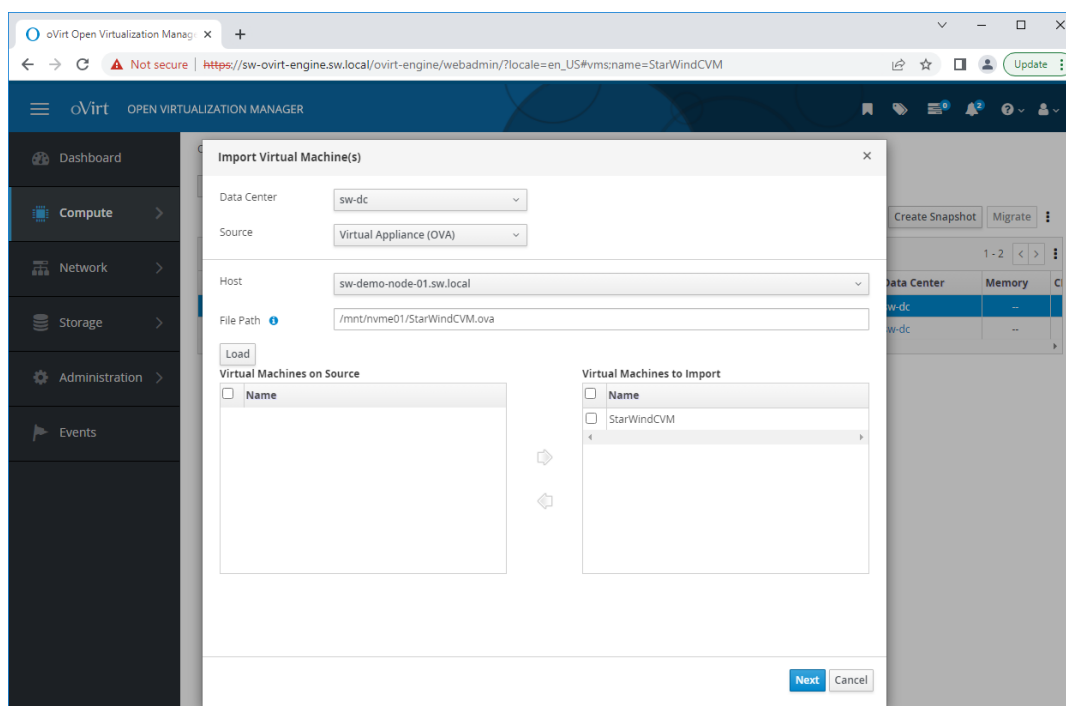 oVirt Open Virtualization Manag
Not secure | https://sw-ovirt-engine.sw.local/ovirt-engine/webadmin/?locale=en_US#vms;name=StarWindCVM
Update
oVirt OPEN VIRTUALIZATION MANAGER
0
2
Dashboard
Compute
Network
Storage
Administration
Events
Import Virtual Machine(s)
Data Center
sw-dc
Source
Virtual Appliance (OVA)
Host
sw-demo-node-01.sw.local
File Path
/mnt/nvme01/StarWindCVM.ova
Load
Virtual Machines on Source
Name
Virtual Machines to Import
Name
StarWindCVM
Next
Cancel
Create Snapshot
Migrate
1 - 2
Data Center
Memory
sw-dc
--
sw-dc
--